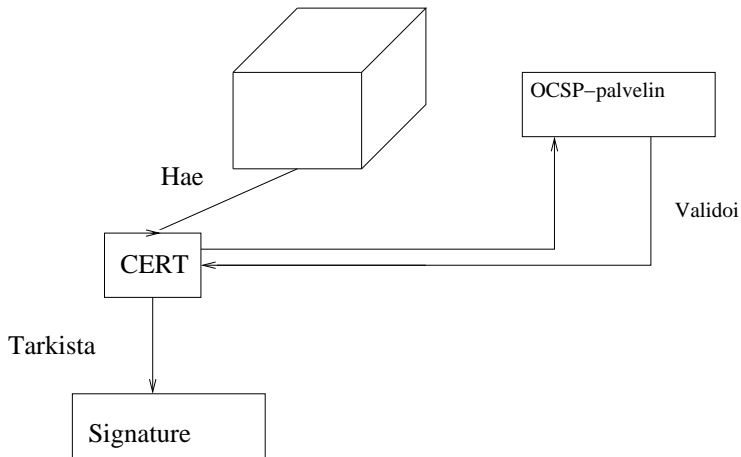 OCSP–palvelin
Hae
Validoi
CERT
Tarkista
Signature